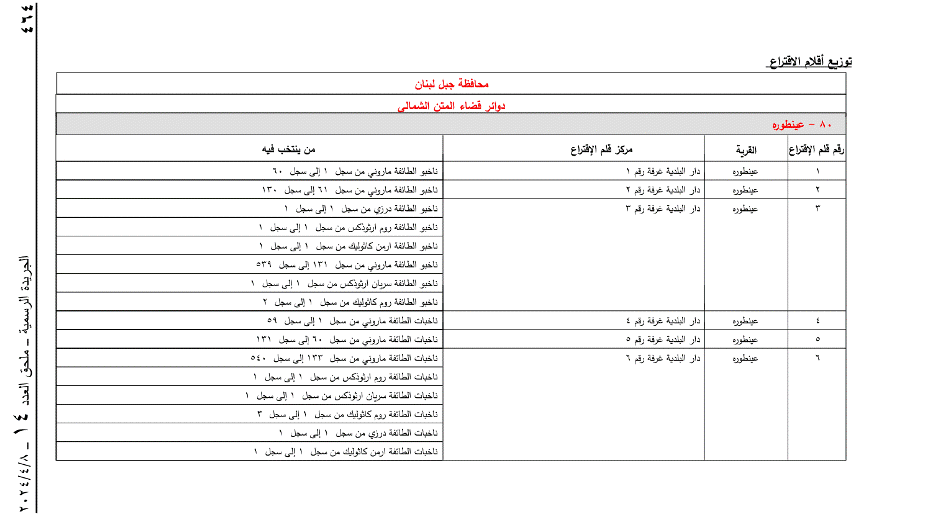 ٤٦٤
الجريدة الرسمية – ملحق العدد ١٤ – ٢٠٢٤/٤/٨
توزيع أقلام الاقتراع
محافظة جبل لبنان
دوائر قضاء المتن الشمالي
٨٠ - عينطوره
رقم قلم الإقتراع القرية مركز قلم الإقتراع من ينتخب فيه
١ عينطوره دار البلدية غرفة رقم ١ ناخبو الطائفة ماروني من سجل ١ إلى سجل ٦٠
٢ عينطوره دار البلدية غرفة رقم ٢ ناخبو الطائفة ماروني من سجل ٦١ إلى سجل ١٣٠
٣ عينطوره دار البلدية غرفة رقم ٣ ناخبو الطائفة درزي من سجل ١ إلى سجل ١
ناخبو الطائفة روم ارثوذكس من سجل ١ إلى سجل ١
ناخبو الطائفة ارمن كاثوليك من سجل ١ إلى سجل ١
ناخبو الطائفة ماروني من سجل ١٣١ إلى سجل ٥٣٩
ناخبو الطائفة سريان ارثوذكس من سجل ١ إلى سجل ١
ناخبو الطائفة روم كاثوليك من سجل ١ إلى سجل ٢
٤ عينطوره دار البلدية غرفة رقم ٤ ناخبات الطائفة ماروني من سجل ١ إلى سجل ٥٩
٥ عينطوره دار البلدية غرفة رقم ٥ ناخبات الطائفة ماروني من سجل ٦٠ إلى سجل ١٣١
٦ عينطوره دار البلدية غرفة رقم ٦ ناخبات الطائفة ماروني من سجل ١٣٣ إلى سجل ٥٤٠
ناخبات الطائفة روم ارثوذكس من سجل ١ إلى سجل ١
ناخبات الطائفة سريان ارثوذكس من سجل ١ إلى سجل ١
ناخبات الطائفة روم كاثوليك من سجل ١ إلى سجل ٣
ناخبات الطائفة درزي من سجل ١ إلى سجل ١
ناخبات الطائفة ارمن كاثوليك من سجل ١ إلى سجل ١